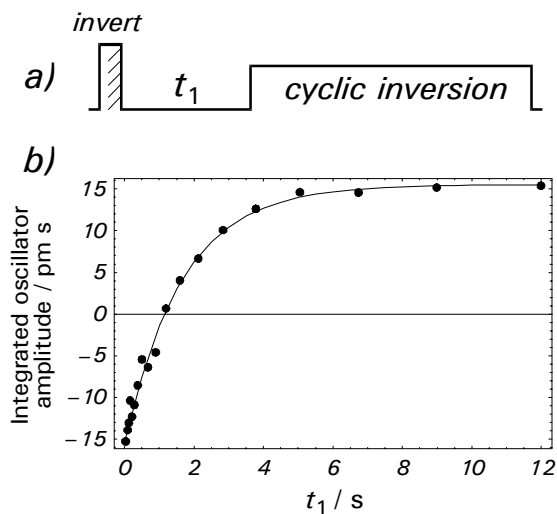 invert
a)
t1
cyclic inversion
b)
Integrated oscillator
amplitude / pm s
15
10
5
0
−5
−10
−15
0 2 4 6 8 10 12
t1 / s